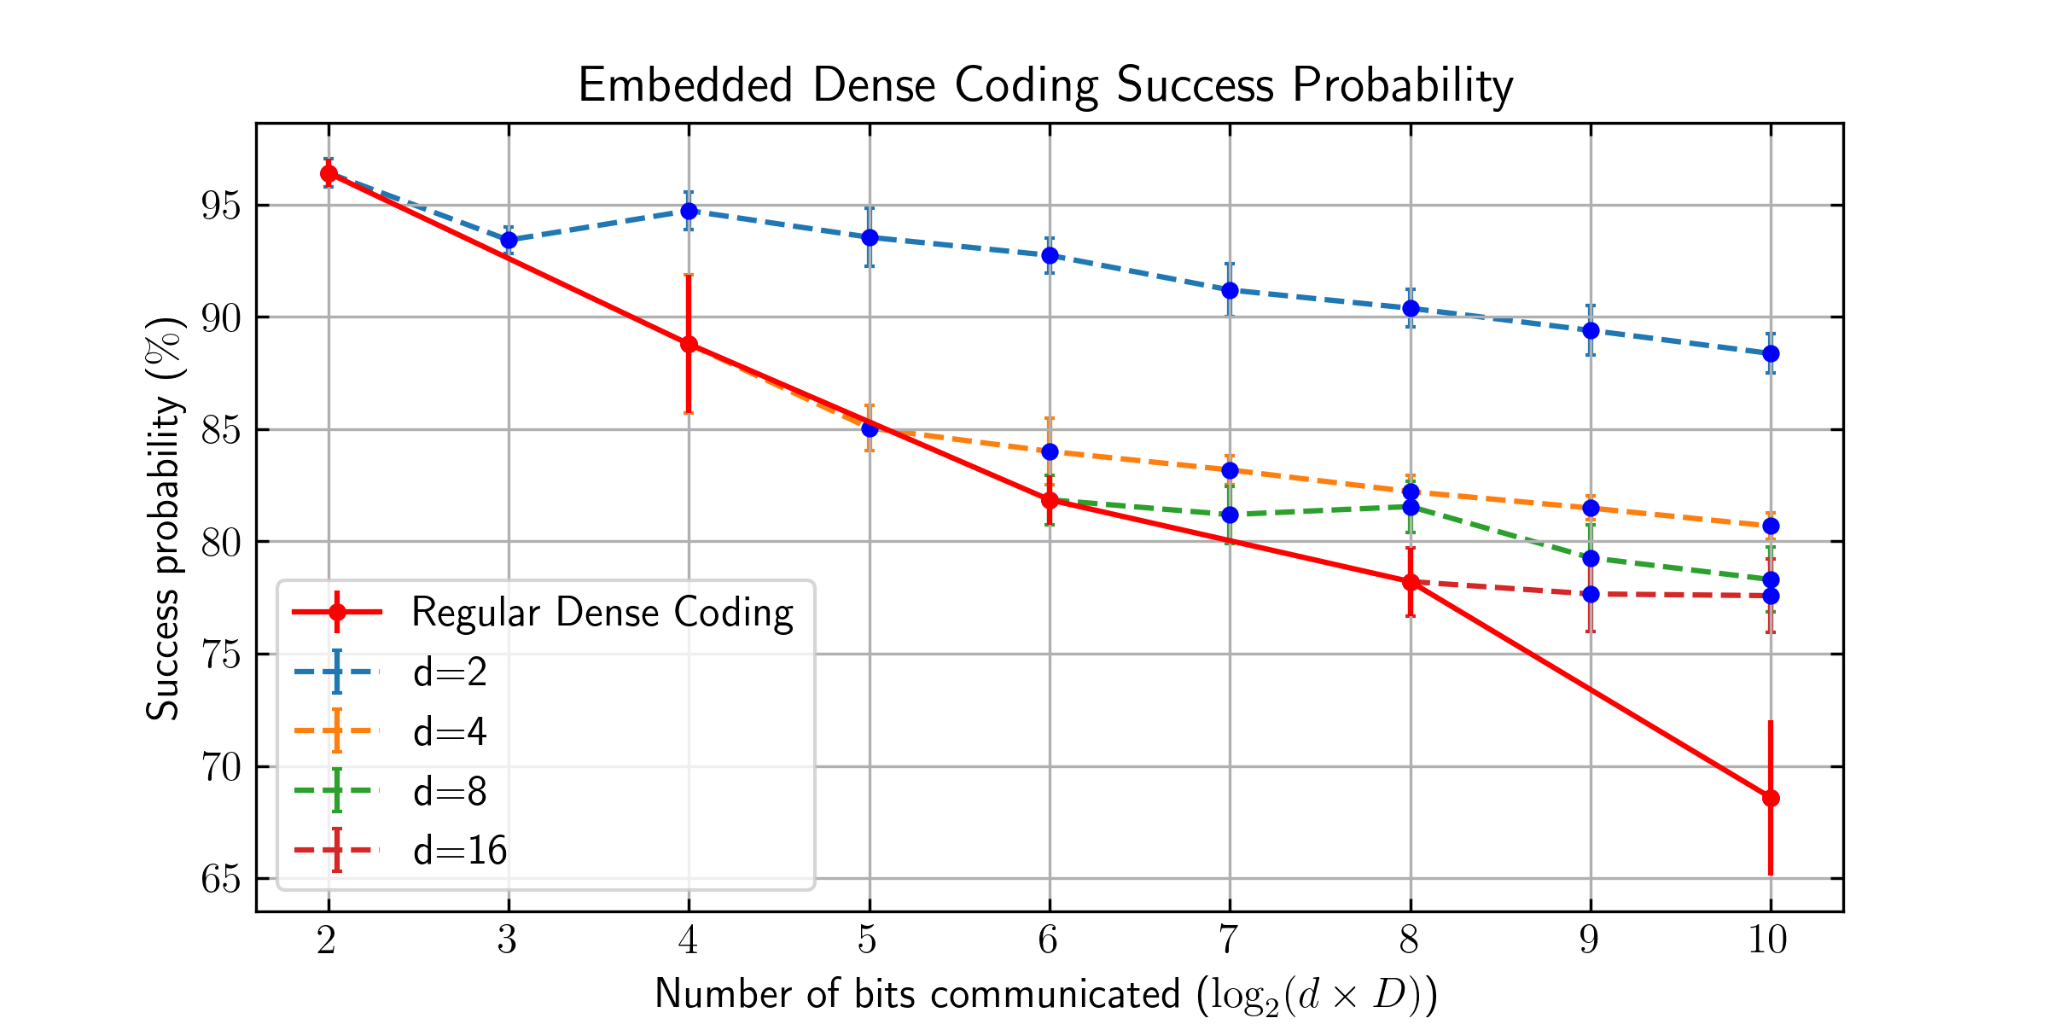 Embedded Dense Coding Success Probability
Success probability (%)
95
90
85
80
75
70
65
Regular Dense Coding
d=2
d=4
d=8
d=16
2 3 4 5 6 7 8 9 10
Number of bits communicated (log₂(d × D))